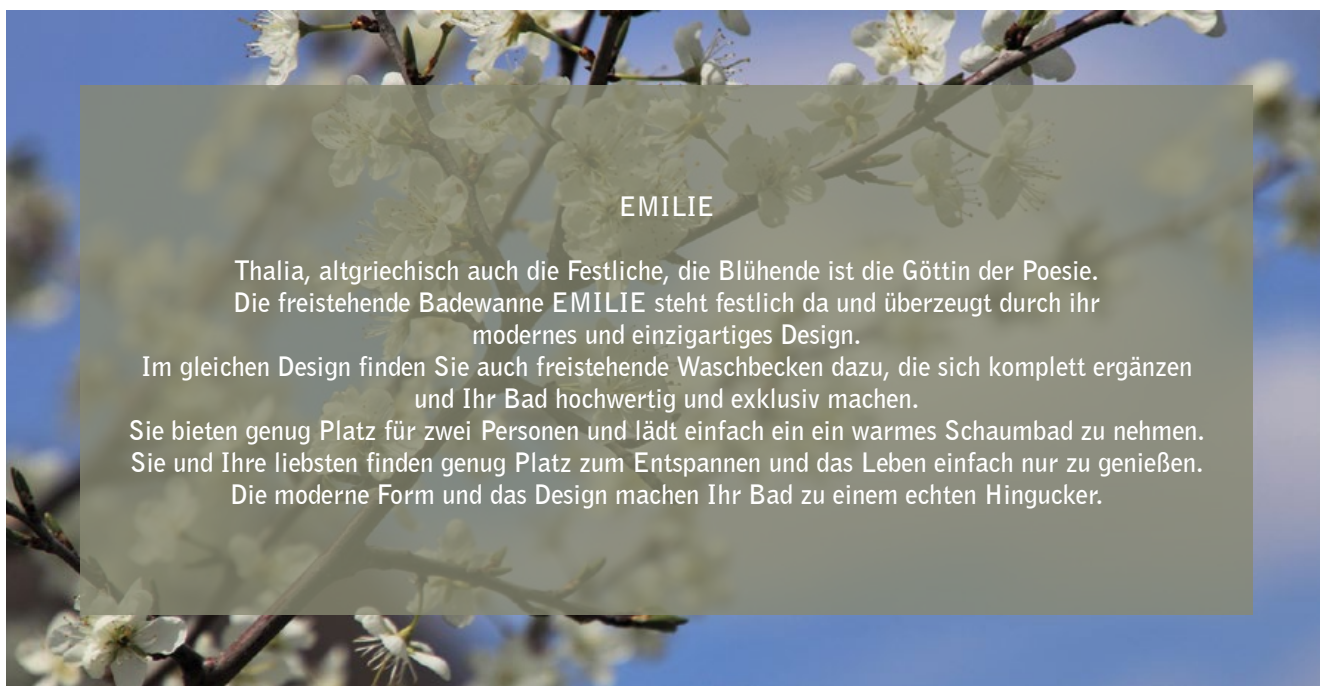 EMILIE
Thalia, altgriechisch auch die Festliche, die Blühende ist die Göttin der Poesie.
Die freistehende Badewanne EMILIE steht festlich da und überzeugt durch ihr
modernes und einzigartiges Design.
Im gleichen Design finden Sie auch freistehende Waschbecken dazu, die sich komplett ergänzen
und Ihr Bad hochwertig und exklusiv machen.
Sie bieten genug Platz für zwei Personen und lädt einfach ein ein warmes Schaumbad zu nehmen.
Sie und Ihre liebsten finden genug Platz zum Entspannen und das Leben einfach nur zu genießen.
Die moderne Form und das Design machen Ihr Bad zu einem echten Hingucker.